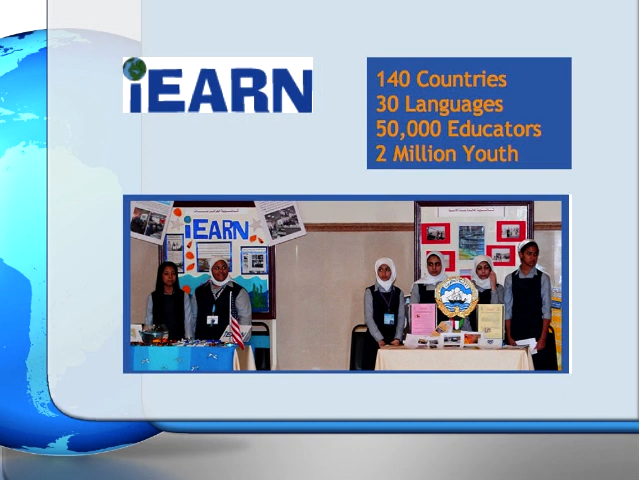 iEARN
140 Countries
30 Languages
50,000 Educators
2 Million Youth
iEARN